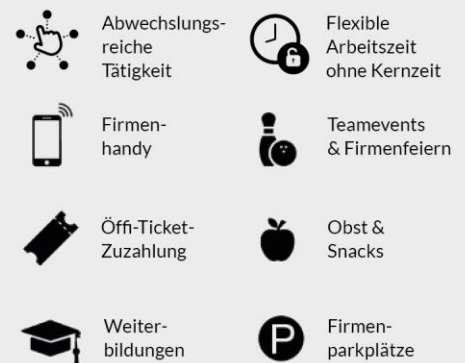 Abwechslungs-
reiche
Tätigkeit
Flexible
Arbeitszeit
ohne Kernzeit
Firmen-
handy
Teamevents
& Firmenfeiern
Öffi-Ticket-
Zuzahlung
Obst &
Snacks
Weiter-
bildungen
P
Firmen-
parkplätze